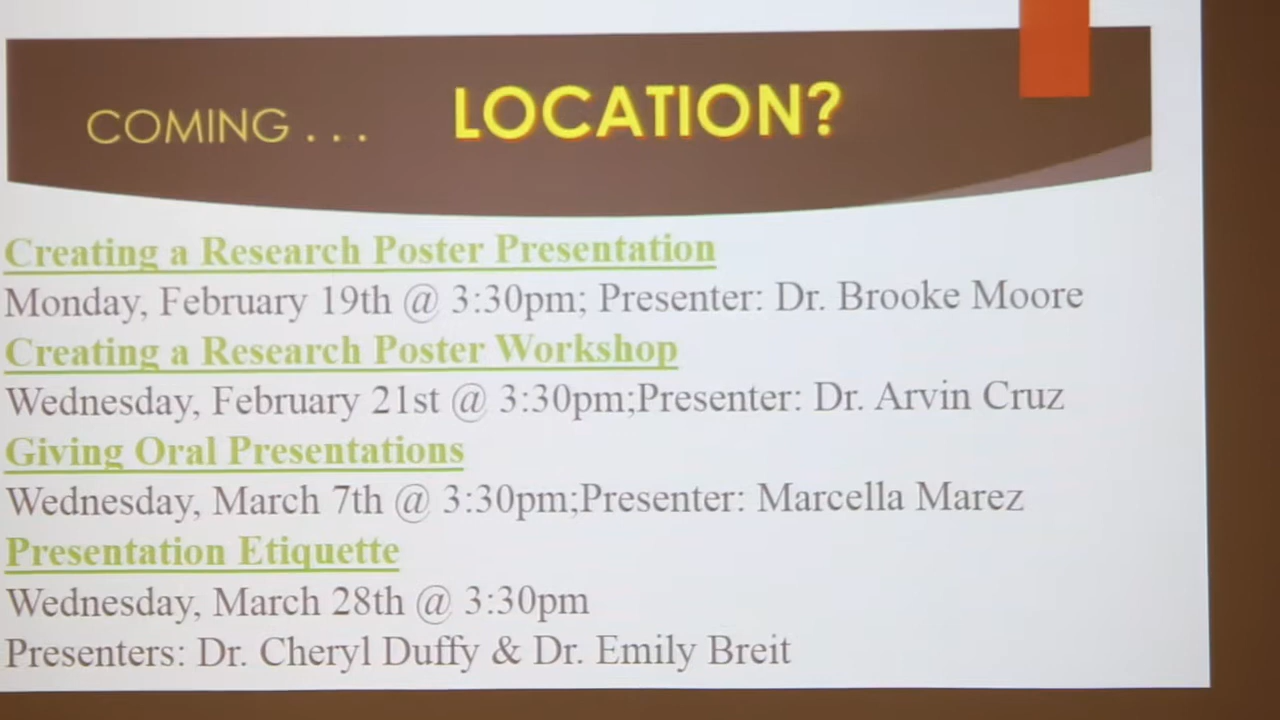 COMING . . . LOCATION?
Creating a Research Poster Presentation
Monday, February 19th @ 3:30pm; Presenter: Dr. Brooke Moore
Creating a Research Poster Workshop
Wednesday, February 21st @ 3:30pm;Presenter: Dr. Arvin Cruz
Giving Oral Presentations
Wednesday, March 7th @ 3:30pm;Presenter: Marcella Marez
Presentation Etiquette
Wednesday, March 28th @ 3:30pm
Presenters: Dr. Cheryl Duffy & Dr. Emily Breit